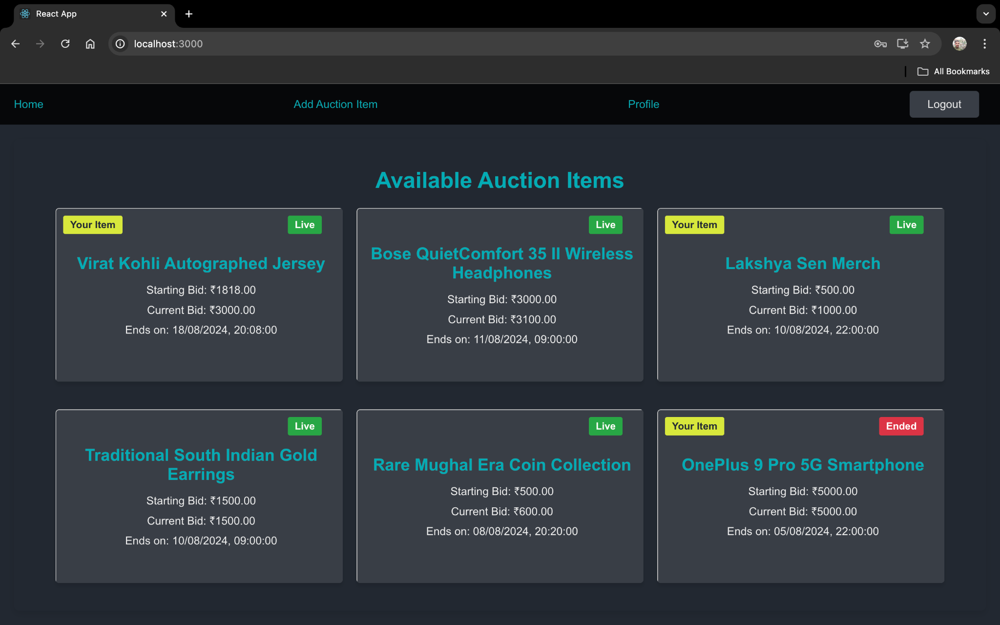 React App
localhost:3000
All Bookmarks
Home
Add Auction Item
Profile
Logout
Available Auction Items
Your Item
Live
Virat Kohli Autographed Jersey
Starting Bid: ₹1818.00
Current Bid: ₹3000.00
Ends on: 18/08/2024, 20:08:00
Live
Bose QuietComfort 35 II Wireless
Headphones
Starting Bid: ₹3000.00
Current Bid: ₹3100.00
Ends on: 11/08/2024, 09:00:00
Your Item
Live
Lakshya Sen Merch
Starting Bid: ₹500.00
Current Bid: ₹1000.00
Ends on: 10/08/2024, 22:00:00
Live
Traditional South Indian Gold
Earrings
Starting Bid: ₹1500.00
Current Bid: ₹1500.00
Ends on: 10/08/2024, 09:00:00
Live
Rare Mughal Era Coin Collection
Starting Bid: ₹500.00
Current Bid: ₹600.00
Ends on: 08/08/2024, 20:20:00
Your Item
Ended
OnePlus 9 Pro 5G Smartphone
Starting Bid: ₹5000.00
Current Bid: ₹5000.00
Ends on: 05/08/2024, 22:00:00